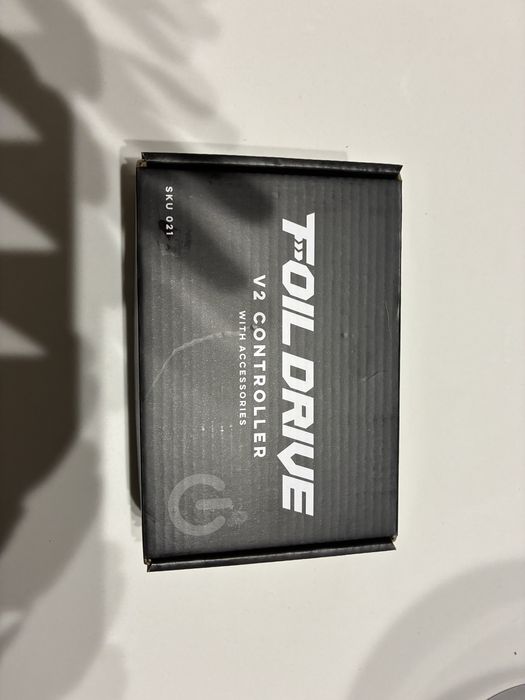 FOIL DRIVE
V2 CONTROLLER
WITH ACCESSORIES
SKU 021